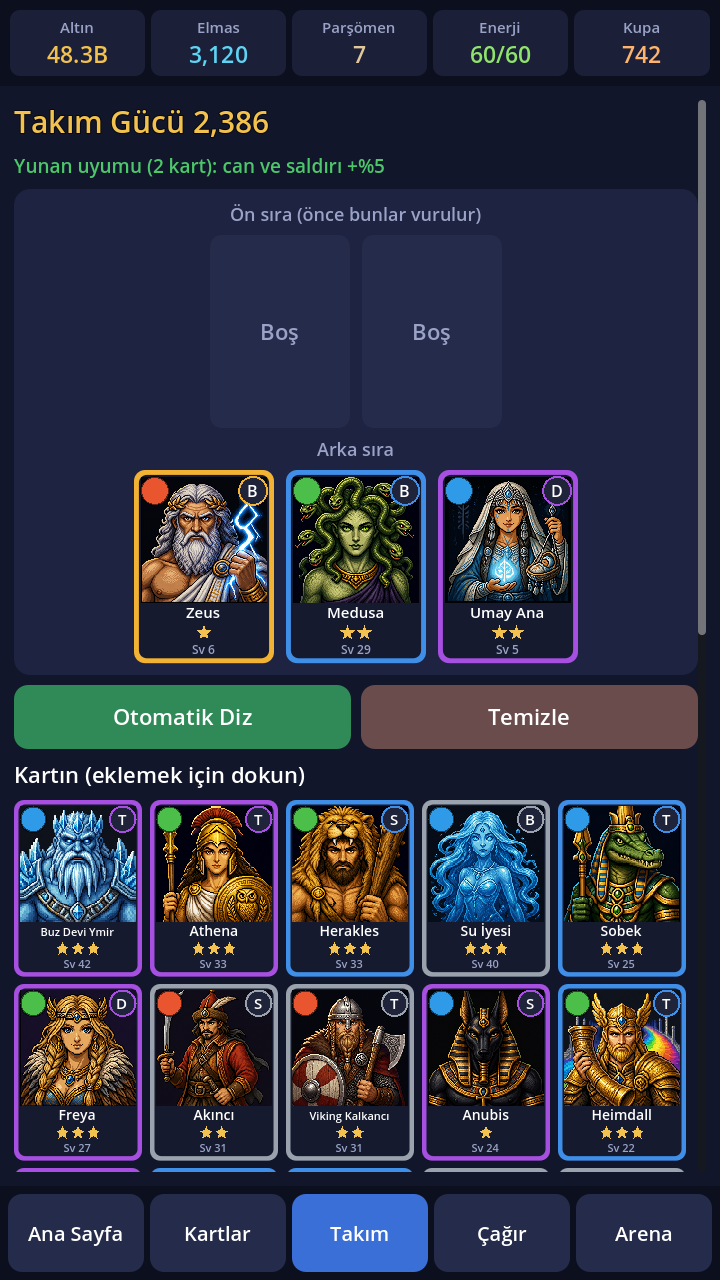 Altın Elmas Parşömen Enerji Kupa
48.3B 3,120 7 60/60 742
Takım Gücü 2,386
Yunan uyumu (2 kart): can ve saldırı +%5
Ön sıra (önce bunlar vurulur)
Boş Boş
Arka sıra
B B D
Zeus Medusa Umay Ana
Sv 6 Sv 29 Sv 5
Otomatik Diz Temizle
Kartın (eklemek için dokun)
T T S B T
Buz Devi Ymir Athena Herakles Su İyesi Sobek
Sv 42 Sv 33 Sv 33 Sv 40 Sv 25
D S T S T
Freya Akıncı Viking Kalkancı Anubis Heimdall
Sv 27 Sv 31 Sv 31 Sv 24 Sv 22
Ana Sayfa Kartlar Takım Çağır Arena